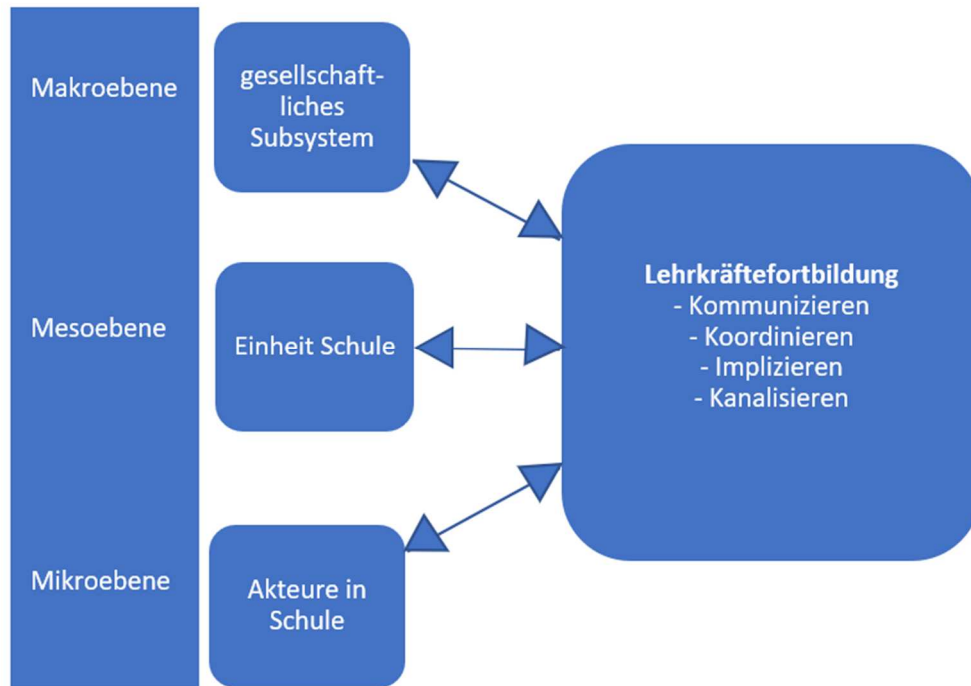 Makroebene
gesellschaft-
liches
Subsystem
Mesoebene
Einheit Schule
Mikroebene
Akteure in
Schule
Lehrkräftefortbildung
- Kommunizieren
- Koordinieren
- Implizieren
- Kanalisieren